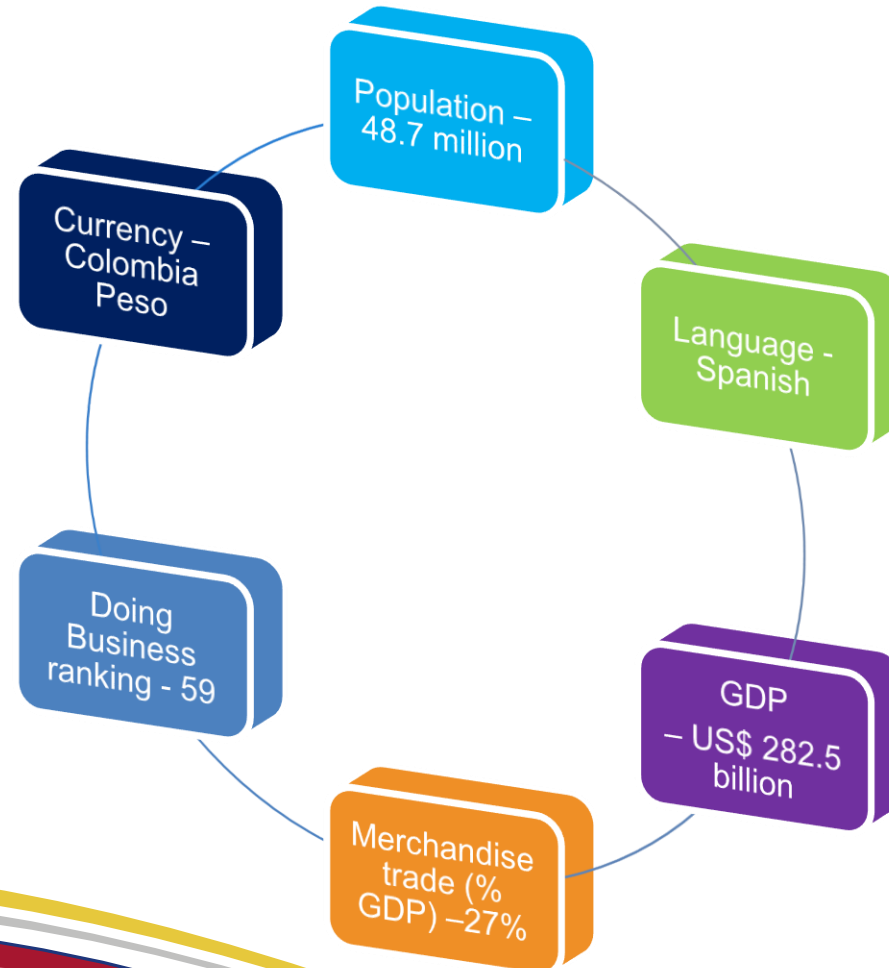 Population –
48.7 million
Language -
Spanish
GDP
– US$ 282.5
billion
Merchandise
trade (%
GDP) –27%
Doing
Business
ranking - 59
Currency –
Colombia
Peso